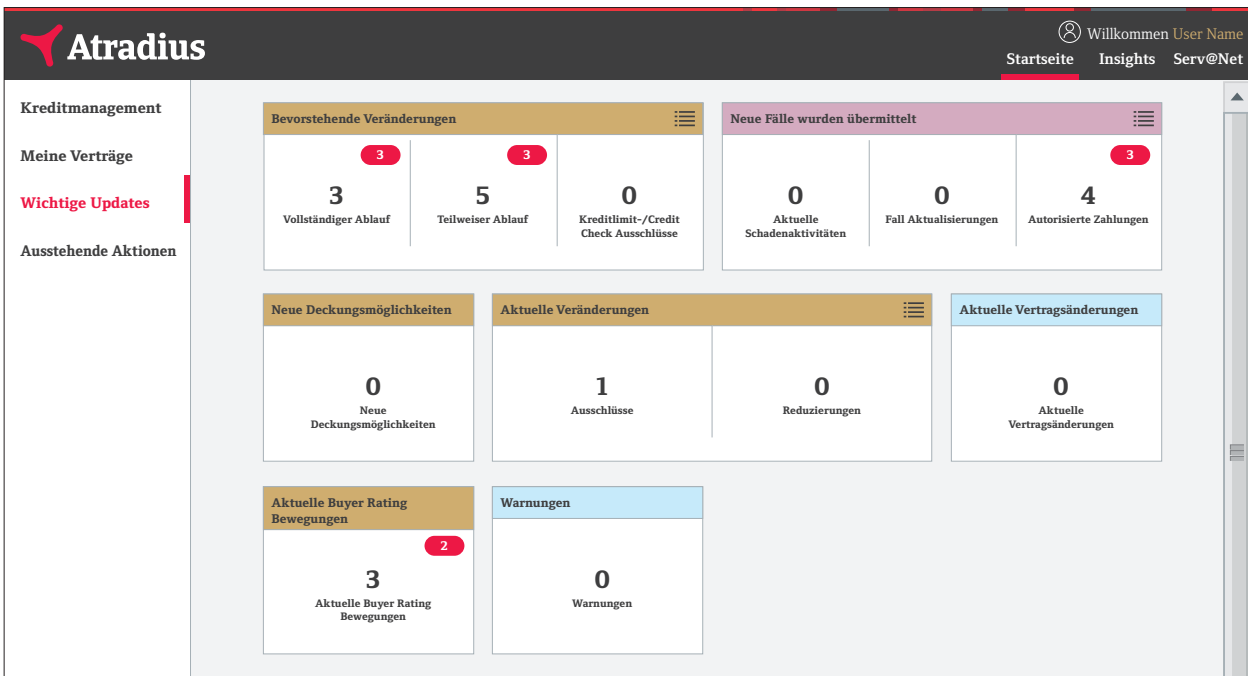 Atradius
Willkommen User Name
Startseite Insights Serv@Net
Kreditmanagement
Meine Verträge
Wichtige Updates
Ausstehende Aktionen
Bevorstehende Veränderungen
3
3
Vollständiger Ablauf
3
5
Teilweiser Ablauf
0
Kreditlimit-/Credit
Check Ausschlüsse
Neue Fälle wurden übermittelt
0
Aktuelle
Schadenaktivitäten
0
Fall Aktualisierungen
3
4
Autorisierte Zahlungen
Neue Deckungsmöglichkeiten
0
Neue
Deckungsmöglichkeiten
Aktuelle Veränderungen
1
Ausschlüsse
0
Reduzierungen
Aktuelle Vertragsänderungen
0
Aktuelle
Vertragsänderungen
Aktuelle Buyer Rating
Bewegungen
2
3
Aktuelle Buyer Rating
Bewegungen
Warnungen
0
Warnungen